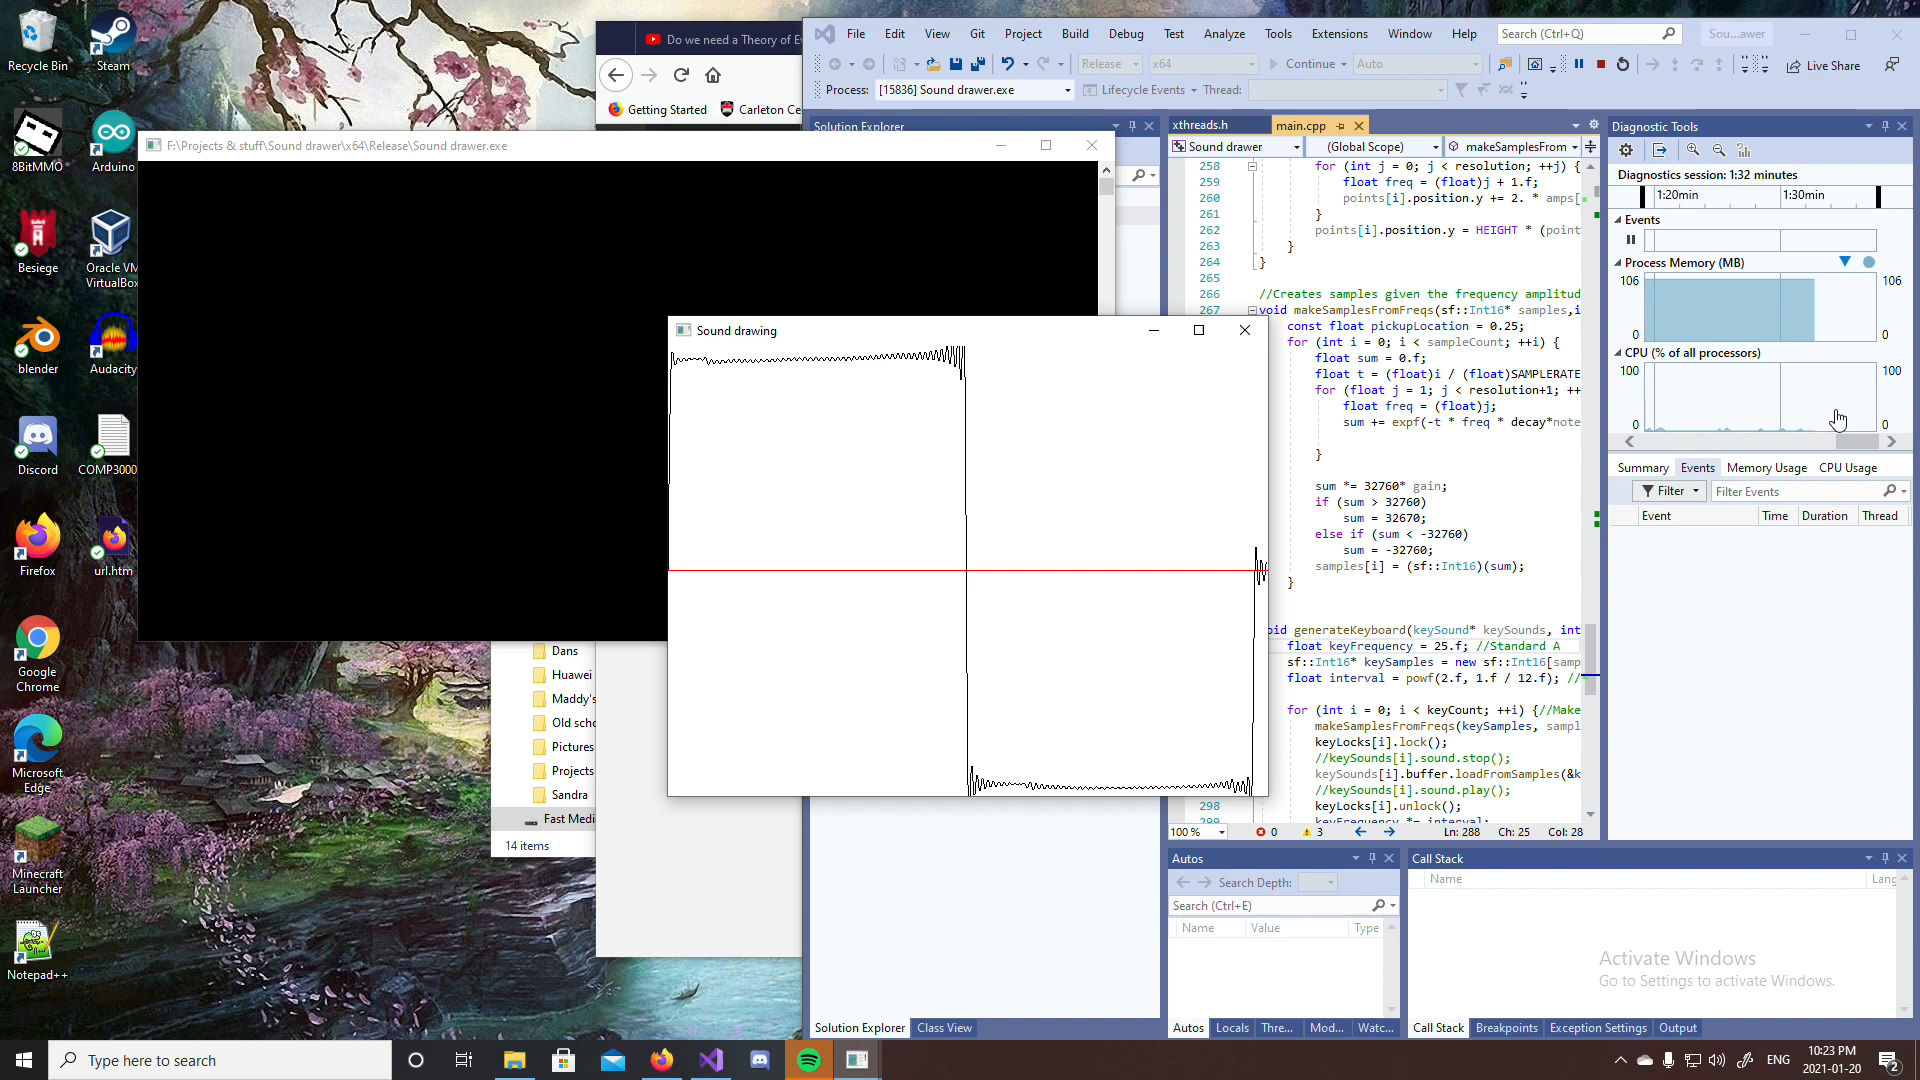 Recycle Bin
Steam
8BitMMO
Arduino
Besiege
Oracle VM
VirtualBox
blender
Audacity
Discord
COMP3000
Firefox
url.htm
Google
Chrome
Microsoft
Edge
Minecraft
Launcher
Notepad++
Do we need a Theory of Ev
Getting Started
Carleton Ce
F:\Projects & stuff\Sound drawer\x64\Release\Sound drawer.exe
Sound drawing
Dans
Huawei
Maddy's
Old scho
Pictures
Projects
Sandra
Fast Medi
14 items
File Edit View Git Project Build Debug Test Analyze Tools Extensions Window Help Search (Ctrl+Q) Sou...awer
Release x64 Continue Auto Live Share
Process: [15836] Sound drawer.exe Lifecycle Events Thread:
Solution Explorer
xthreads.h main.cpp
Sound drawer (Global Scope) makeSamplesFrom
258 for (int j = 0; j < resolution; ++j) {
259 float freq = (float)j + 1.f;
260 points[i].position.y += 2. * amps[
261 }
262 points[i].position.y = HEIGHT * (point
263 }
264 }
265
266 //Creates samples given the frequency amplitud
267 void makeSamplesFromFreqs(sf::Int16* samples,i
const float pickupLocation = 0.25;
for (int i = 0; i < sampleCount; ++i) {
float sum = 0.f;
float t = (float)i / (float)SAMPLERATE
for (float j = 1; j < resolution+1; ++
float freq = (float)j;
sum += expf(-t * freq * decay*note
}
sum *= 32760* gain;
if (sum > 32760)
sum = 32670;
else if (sum < -32760)
sum = -32760;
samples[i] = (sf::Int16)(sum);
}
oid generateKeyboard(keySound* keySounds, int
float keyFrequency = 25.f; //Standard A
sf::Int16* keySamples = new sf::Int16[samp
float interval = powf(2.f, 1.f / 12.f); //
for (int i = 0; i < keyCount; ++i) {//Make
makeSamplesFromFreqs(keySamples, sampl
keyLocks[i].lock();
//keySounds[i].sound.stop();
keySounds[i].buffer.loadFromSamples(&k
//keySounds[i].sound.play();
298 keyLocks[i].unlock();
299 keyFrequency *= interval;
100 % 0 3 Ln: 288 Ch: 25 Col: 28
Diagnostic Tools
Diagnostics session: 1:32 minutes
1:20min 1:30min
Events
Process Memory (MB)
106 106
0 0
CPU (% of all processors)
100 100
0 0
Summary Events Memory Usage CPU Usage
Filter Filter Events
Event Time Duration Thread
Autos
Search Depth:
Search (Ctrl+E)
Name Value Type
Call Stack
Name Lang
Activate Windows
Go to Settings to activate Windows.
Solution Explorer Class View
Autos Locals Thre... Mod... Watc...
Call Stack Breakpoints Exception Settings Output
Type here to search
ENG
10:23 PM
2021-01-20
2